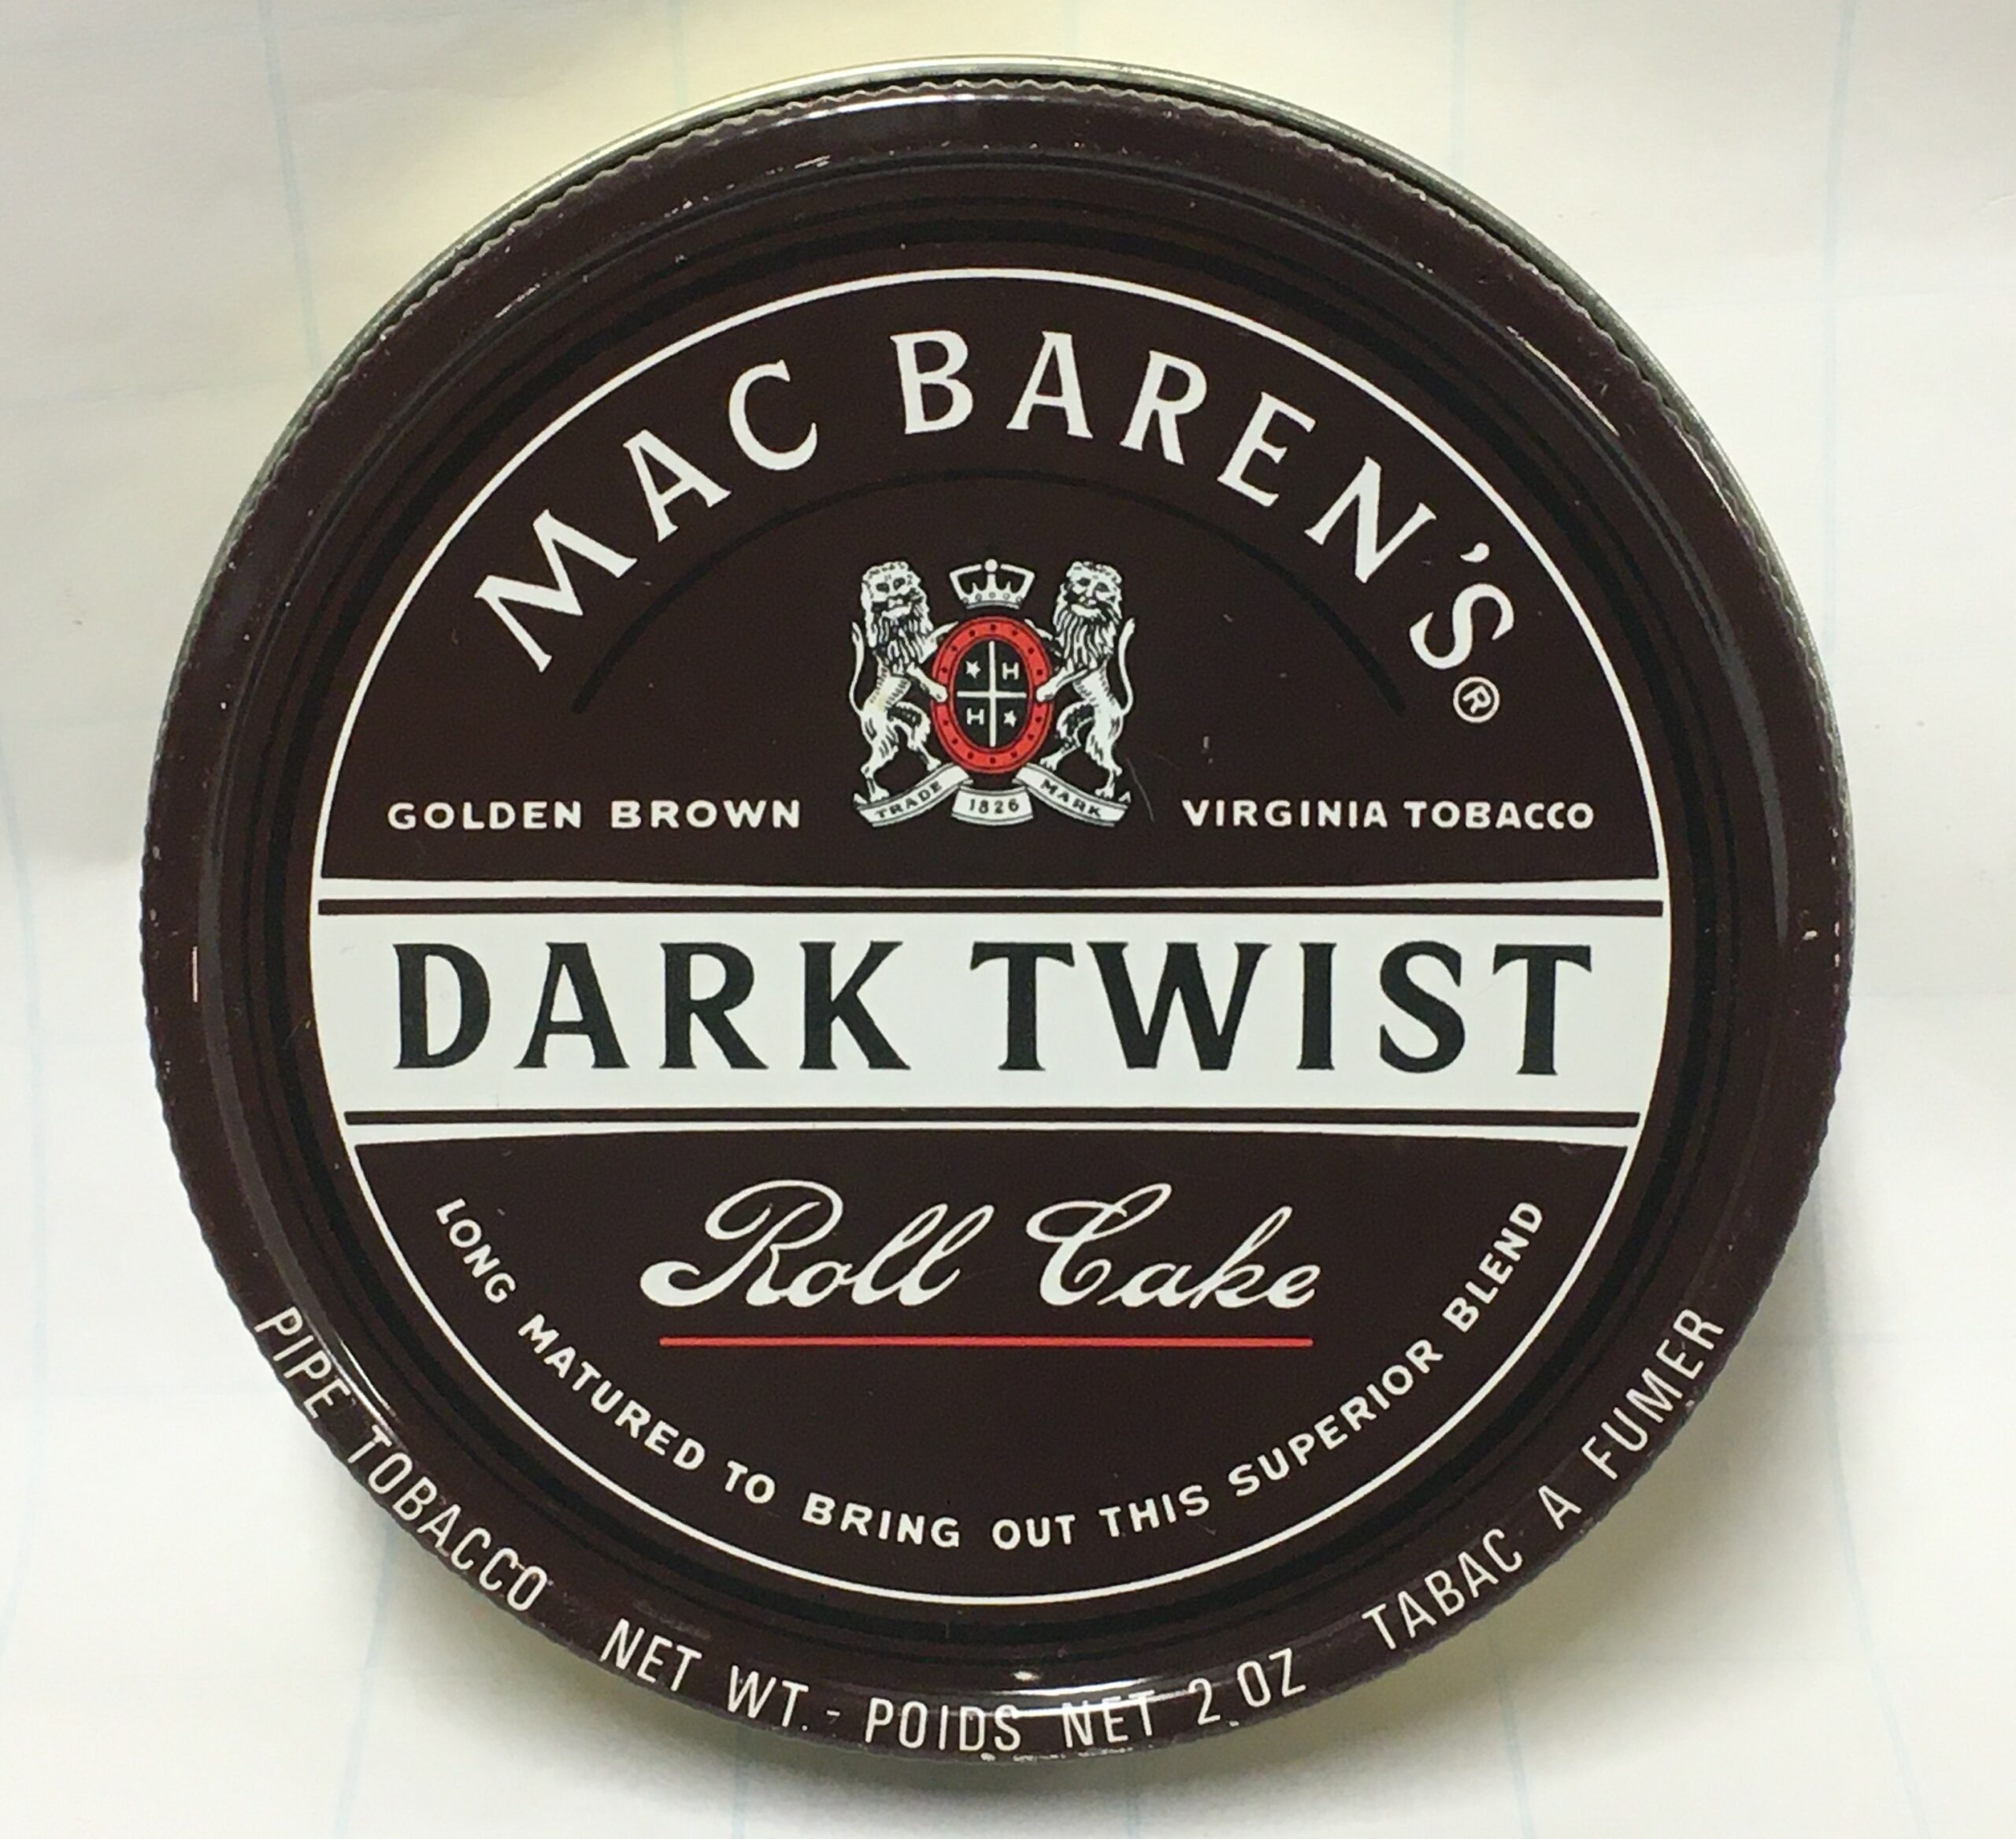 MAC BAREN'S®
H
H
TRADE 1826 MARK
GOLDEN BROWN VIRGINIA TOBACCO
DARK TWIST
Roll Cake
LONG MATURED TO BRING OUT THIS SUPERIOR BLEND
PIPE TOBACCO NET WT. - POIDS NET 2 OZ TABAC A FUMER